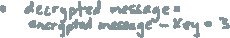 • decrypted message =
encrypted message - Key = 3